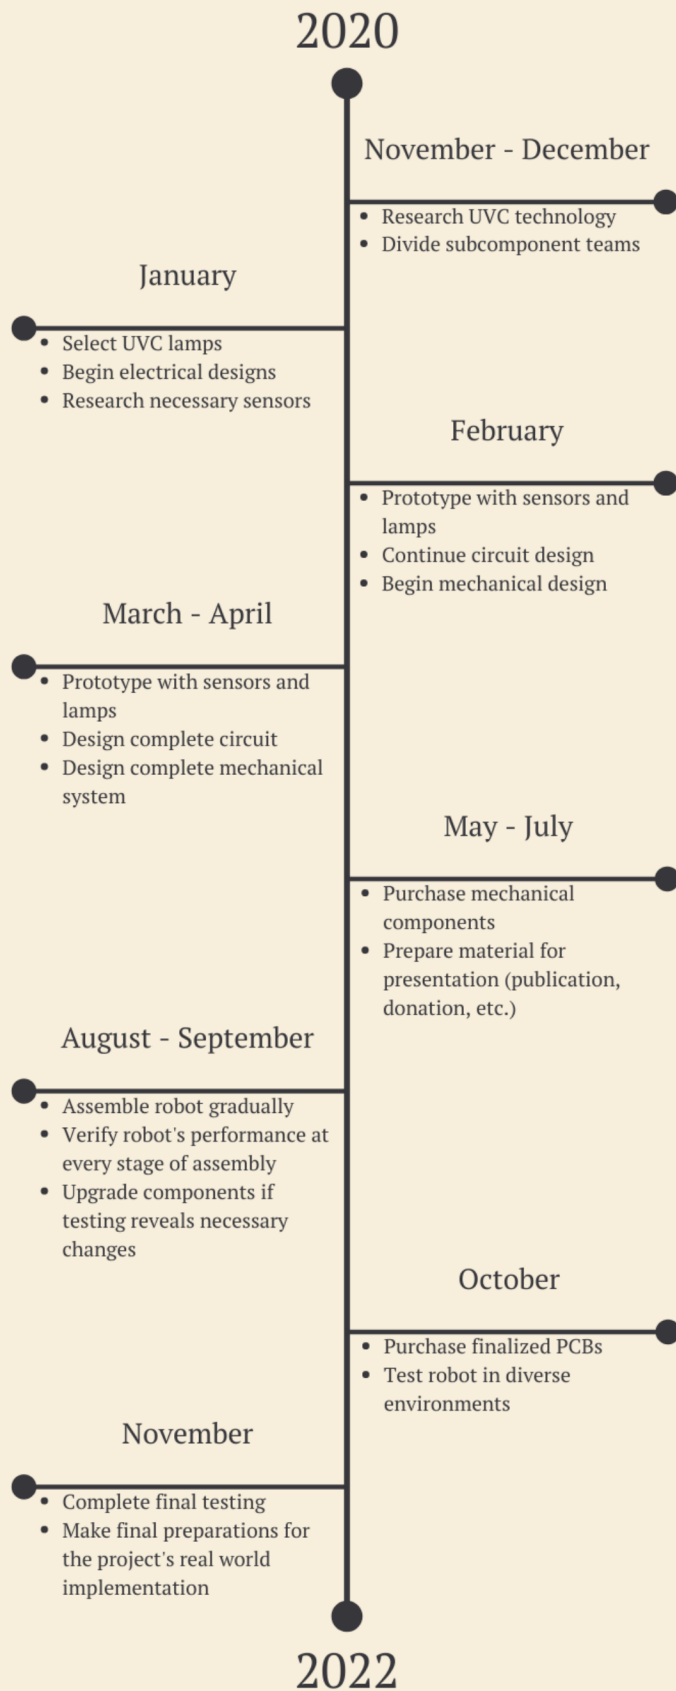 2020
November - December
• Research UVC technology
• Divide subcomponent teams
January
• Select UVC lamps
• Begin electrical designs
• Research necessary sensors
February
• Prototype with sensors and
lamps
• Continue circuit design
• Begin mechanical design
March - April
• Prototype with sensors and
lamps
• Design complete circuit
• Design complete mechanical
system
May - July
• Purchase mechanical
components
• Prepare material for
presentation (publication,
donation, etc.)
August - September
• Assemble robot gradually
• Verify robot's performance at
every stage of assembly
• Upgrade components if
testing reveals necessary
changes
October
• Purchase finalized PCBs
• Test robot in diverse
environments
November
• Complete final testing
• Make final preparations for
the project's real world
implementation
2022